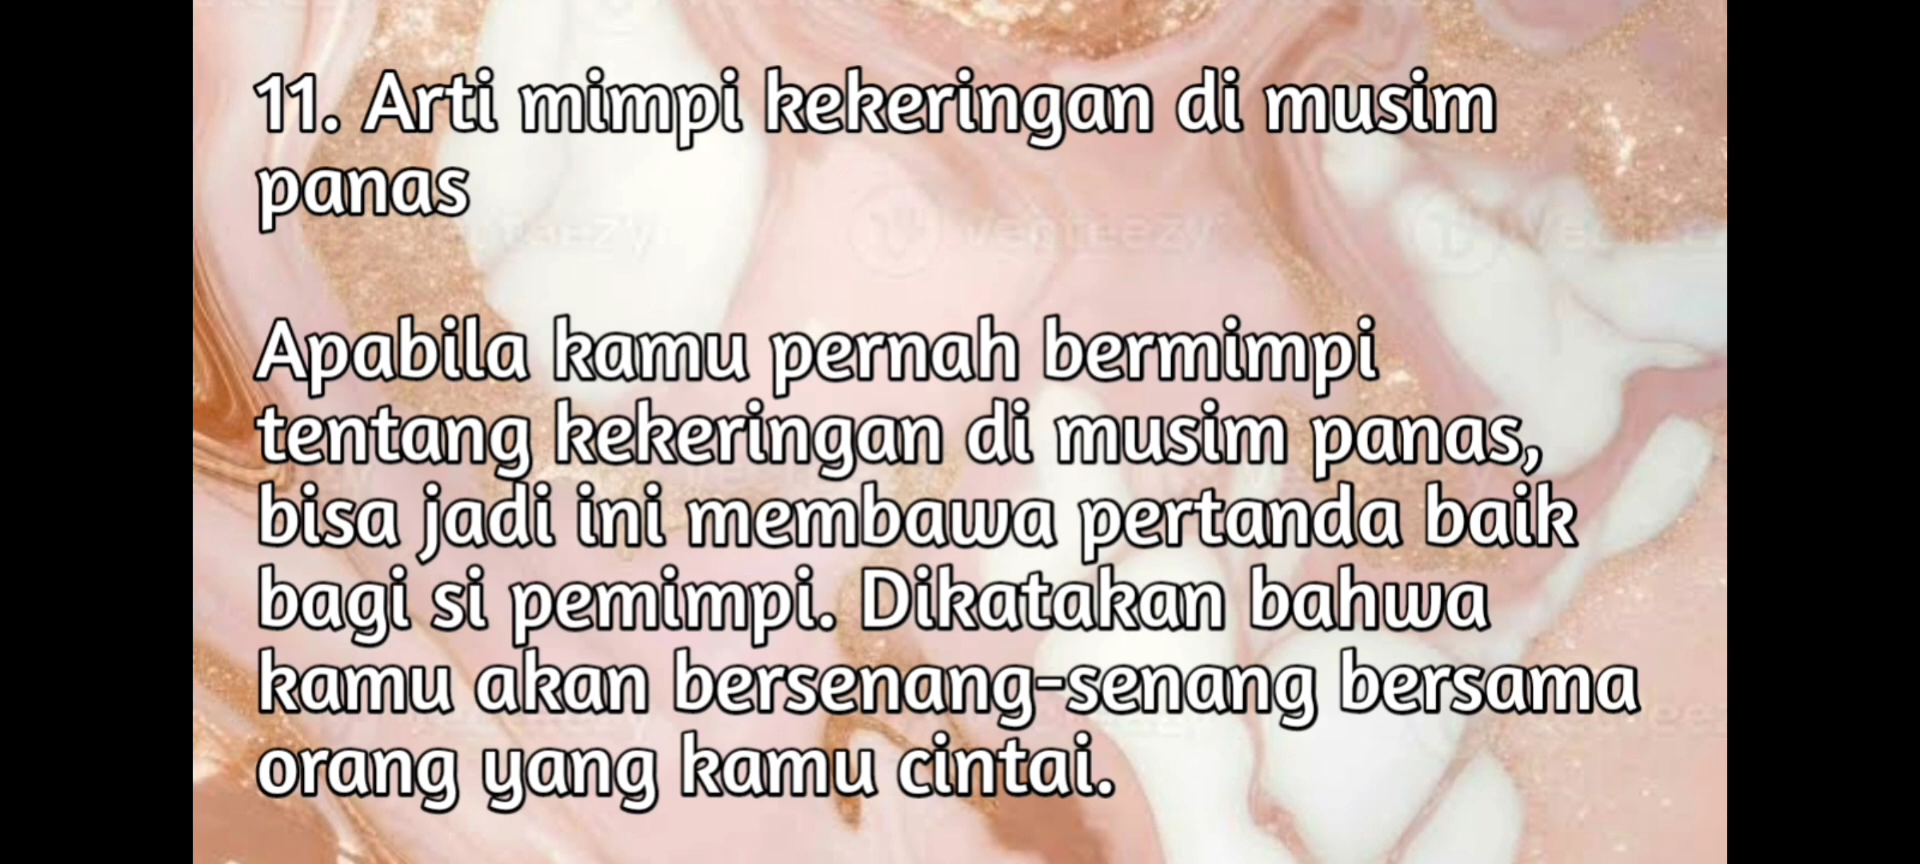 11. Arti mimpi kekeringan di musim
panas
vecteezy
Apabila kamu pernah bermimpi
tentang kekeringan di musim panas,
bisa jadi ini membawa pertanda baik
bagi si pemimpi. Dikatakan bahwa
kamu akan bersenang-senang bersama
orang yang kamu cintai.